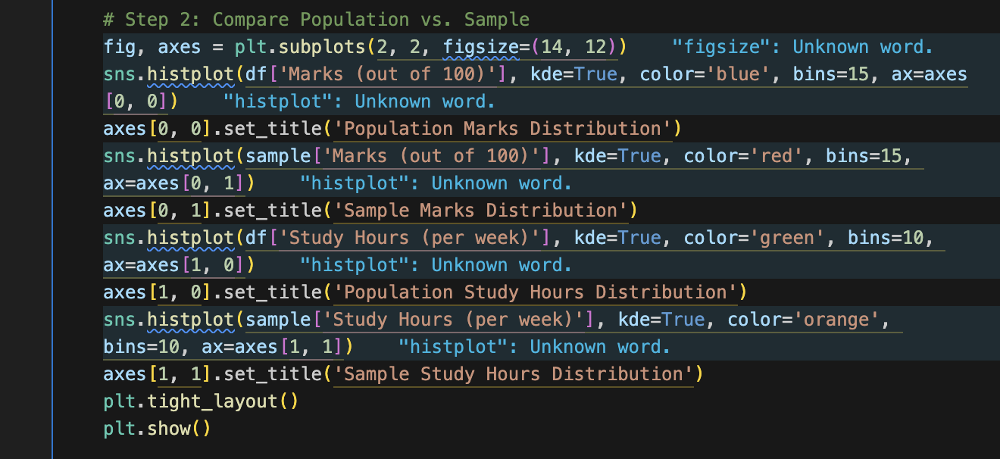 # Step 2: Compare Population vs. Sample
fig, axes = plt.subplots(2, 2, figsize=(14, 12))    "figsize": Unknown word.
sns.histplot(df['Marks (out of 100)'], kde=True, color='blue', bins=15, ax=axes
[0, 0])    "histplot": Unknown word.
axes[0, 0].set_title('Population Marks Distribution')
sns.histplot(sample['Marks (out of 100)'], kde=True, color='red', bins=15,
ax=axes[0, 1])    "histplot": Unknown word.
axes[0, 1].set_title('Sample Marks Distribution')
sns.histplot(df['Study Hours (per week)'], kde=True, color='green', bins=10,
ax=axes[1, 0])    "histplot": Unknown word.
axes[1, 0].set_title('Population Study Hours Distribution')
sns.histplot(sample['Study Hours (per week)'], kde=True, color='orange',
bins=10, ax=axes[1, 1])    "histplot": Unknown word.
axes[1, 1].set_title('Sample Study Hours Distribution')
plt.tight_layout()
plt.show()